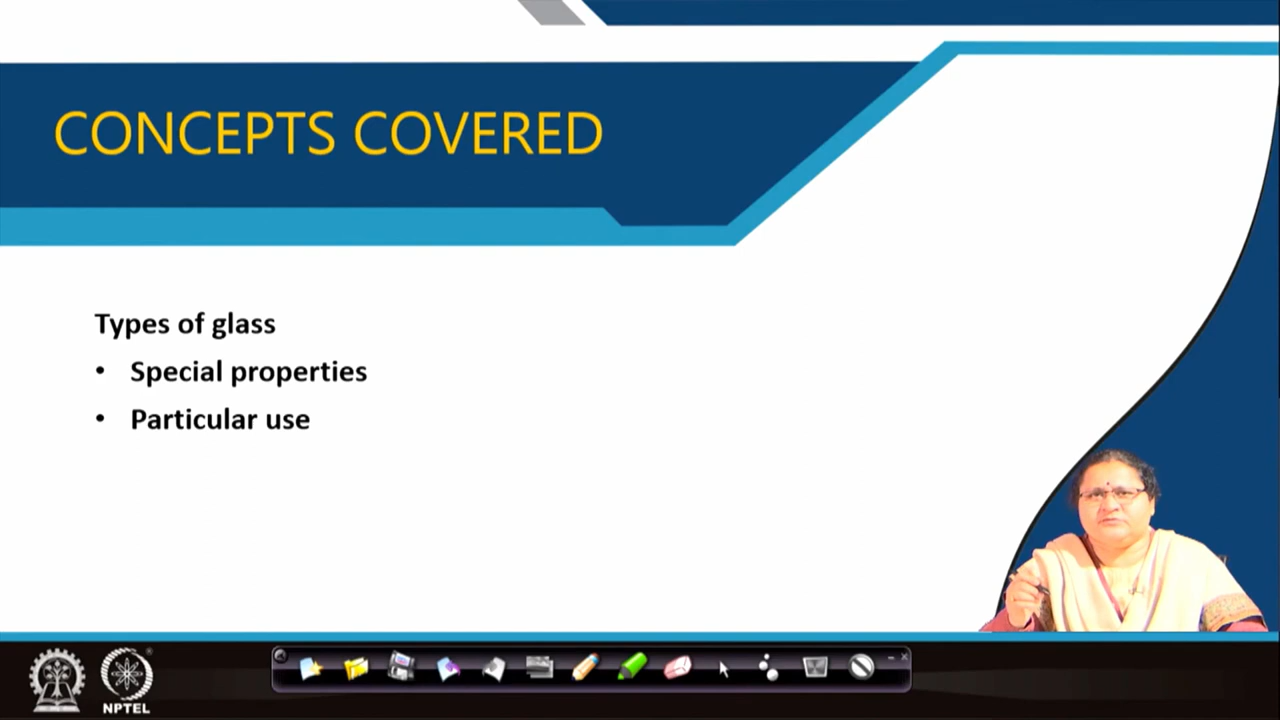 CONCEPTS COVERED
Types of glass
• Special properties
• Particular use
NPTEL